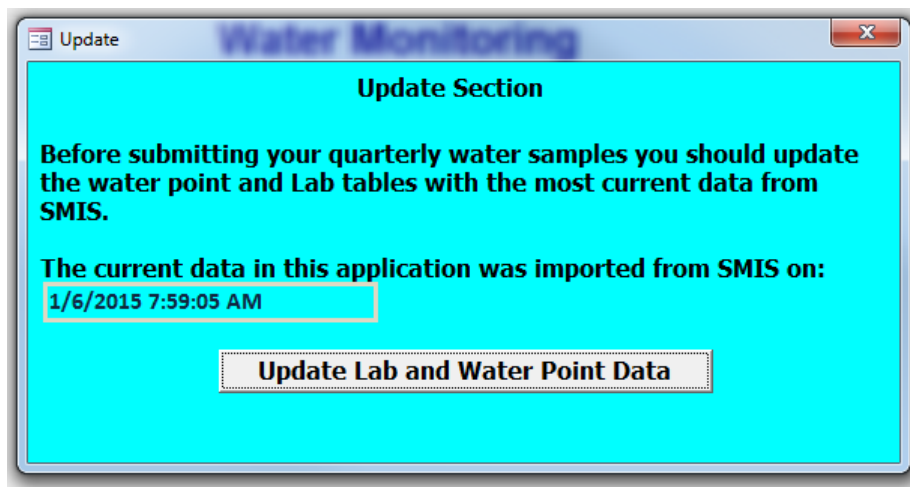 Update
Water Monitoring
Update Section
Before submitting your quarterly water samples you should update
the water point and Lab tables with the most current data from
SMIS.
The current data in this application was imported from SMIS on:
1/6/2015 7:59:05 AM
Update Lab and Water Point Data